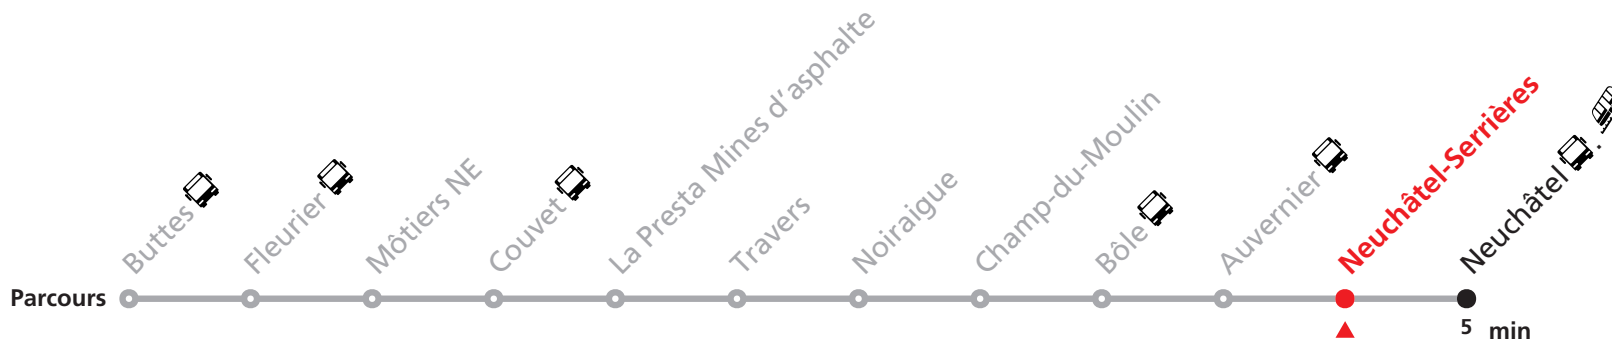 Buttes
Fleurier
Môtiers NE
Couvet
La Presta Mines d'asphalte
Travers
Noiraigue
Champ-du-Moulin
Bôle
Auvernier
Neuchâtel-Serrières
Neuchâtel
Parcours
5 min